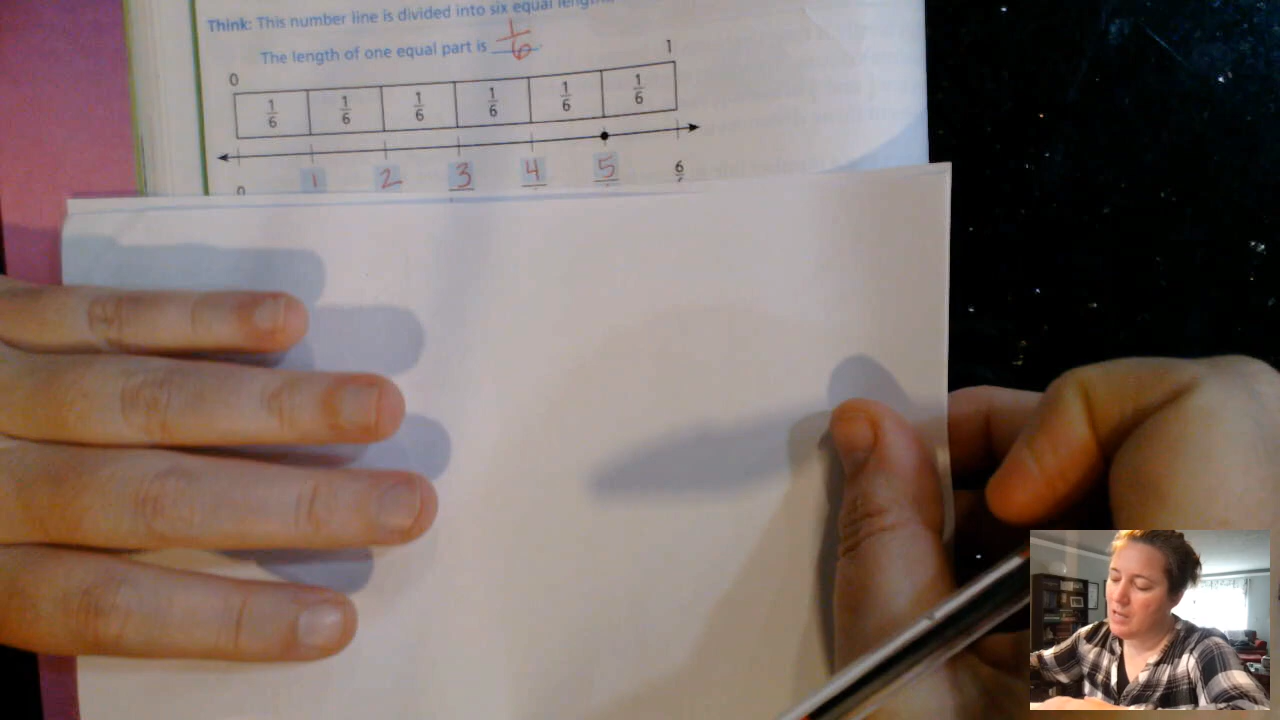 Think: This number line is divided into six equal lengths
The length of one equal part is 1/6.
0 1
1/6 1/6 1/6 1/6 1/6 1/6
0 1 2 3 4 5 6